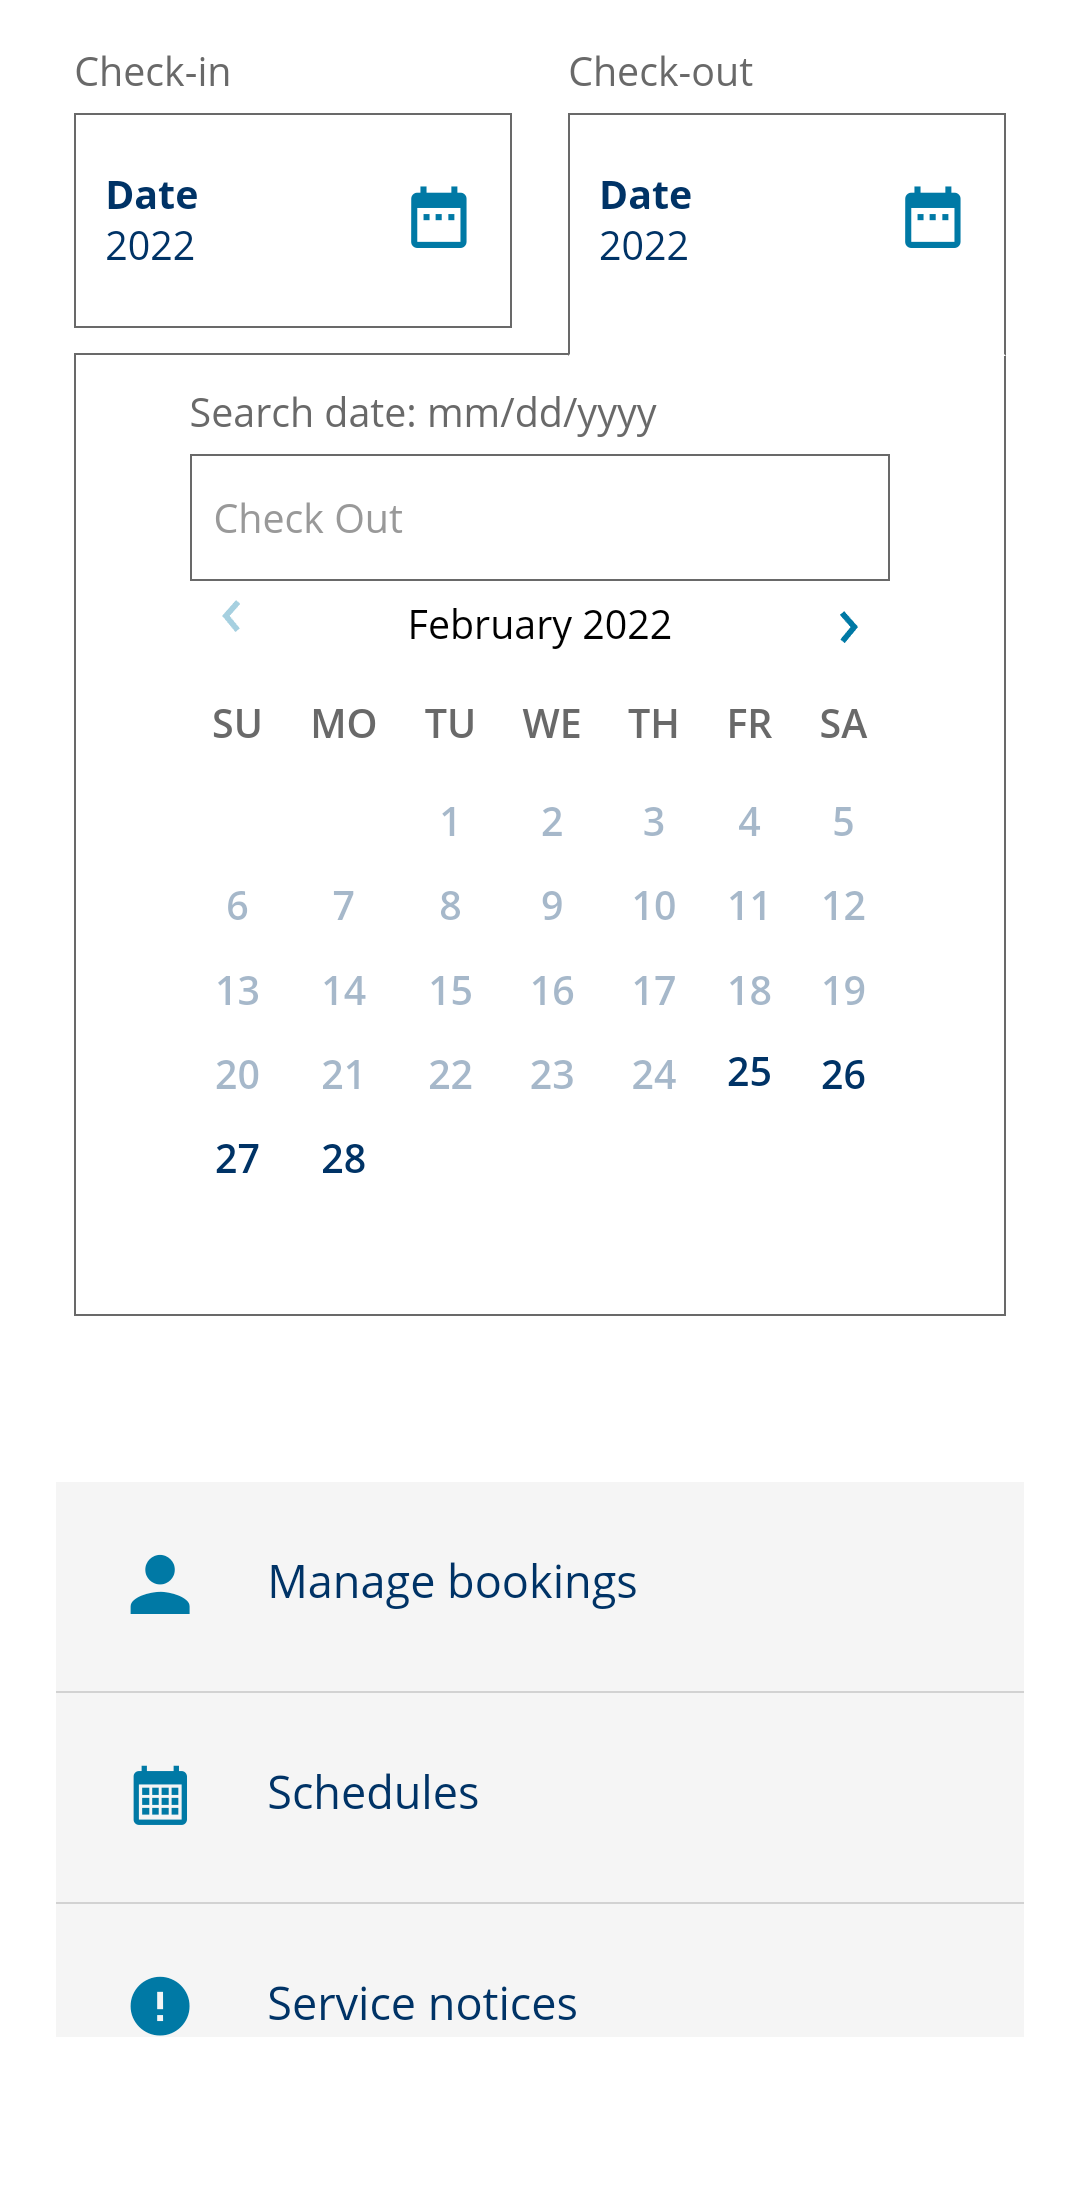 Check-in Check-out
Date Date
2022 2022
Search date: mm/dd/yyyy
Check Out
February 2022
SU MO TU WE TH FR SA
1 2 3 4 5
6 7 8 9 10 11 12
13 14 15 16 17 18 19
20 21 22 23 24 25 26
27 28
Manage bookings
Schedules
Service notices